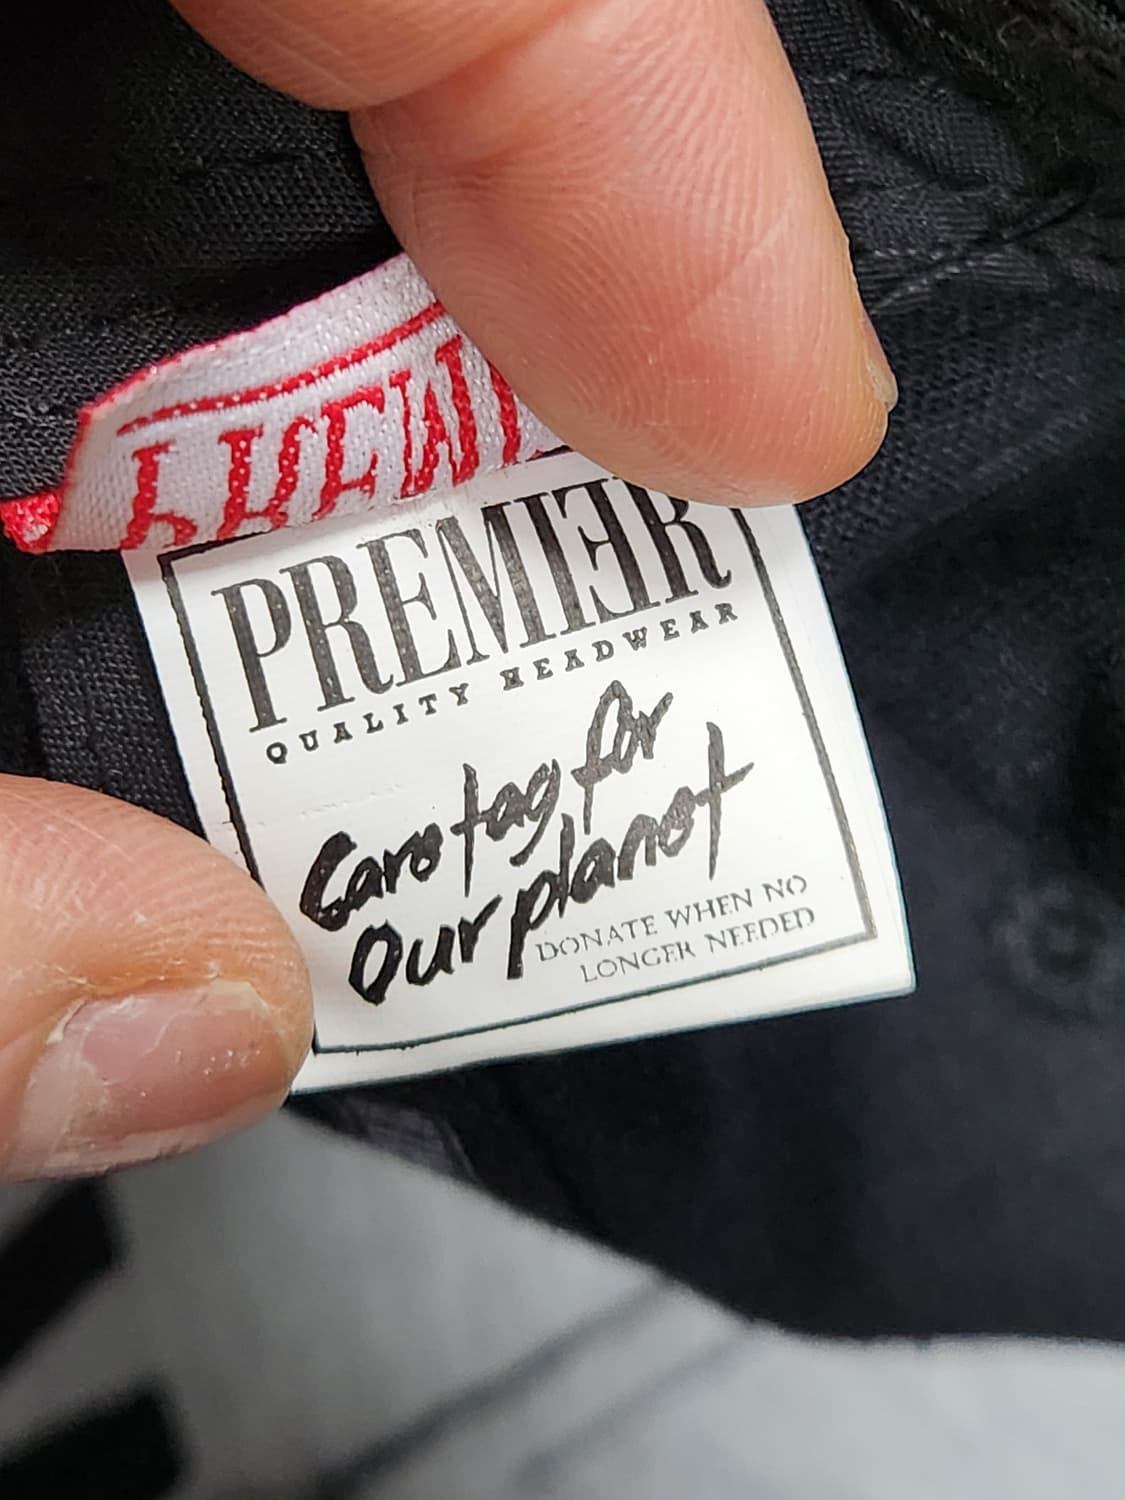 PREMIER
QUALITY HEADWEAR
Care tag for
Our planet
DONATE WHEN NO
LONGER NEEDED